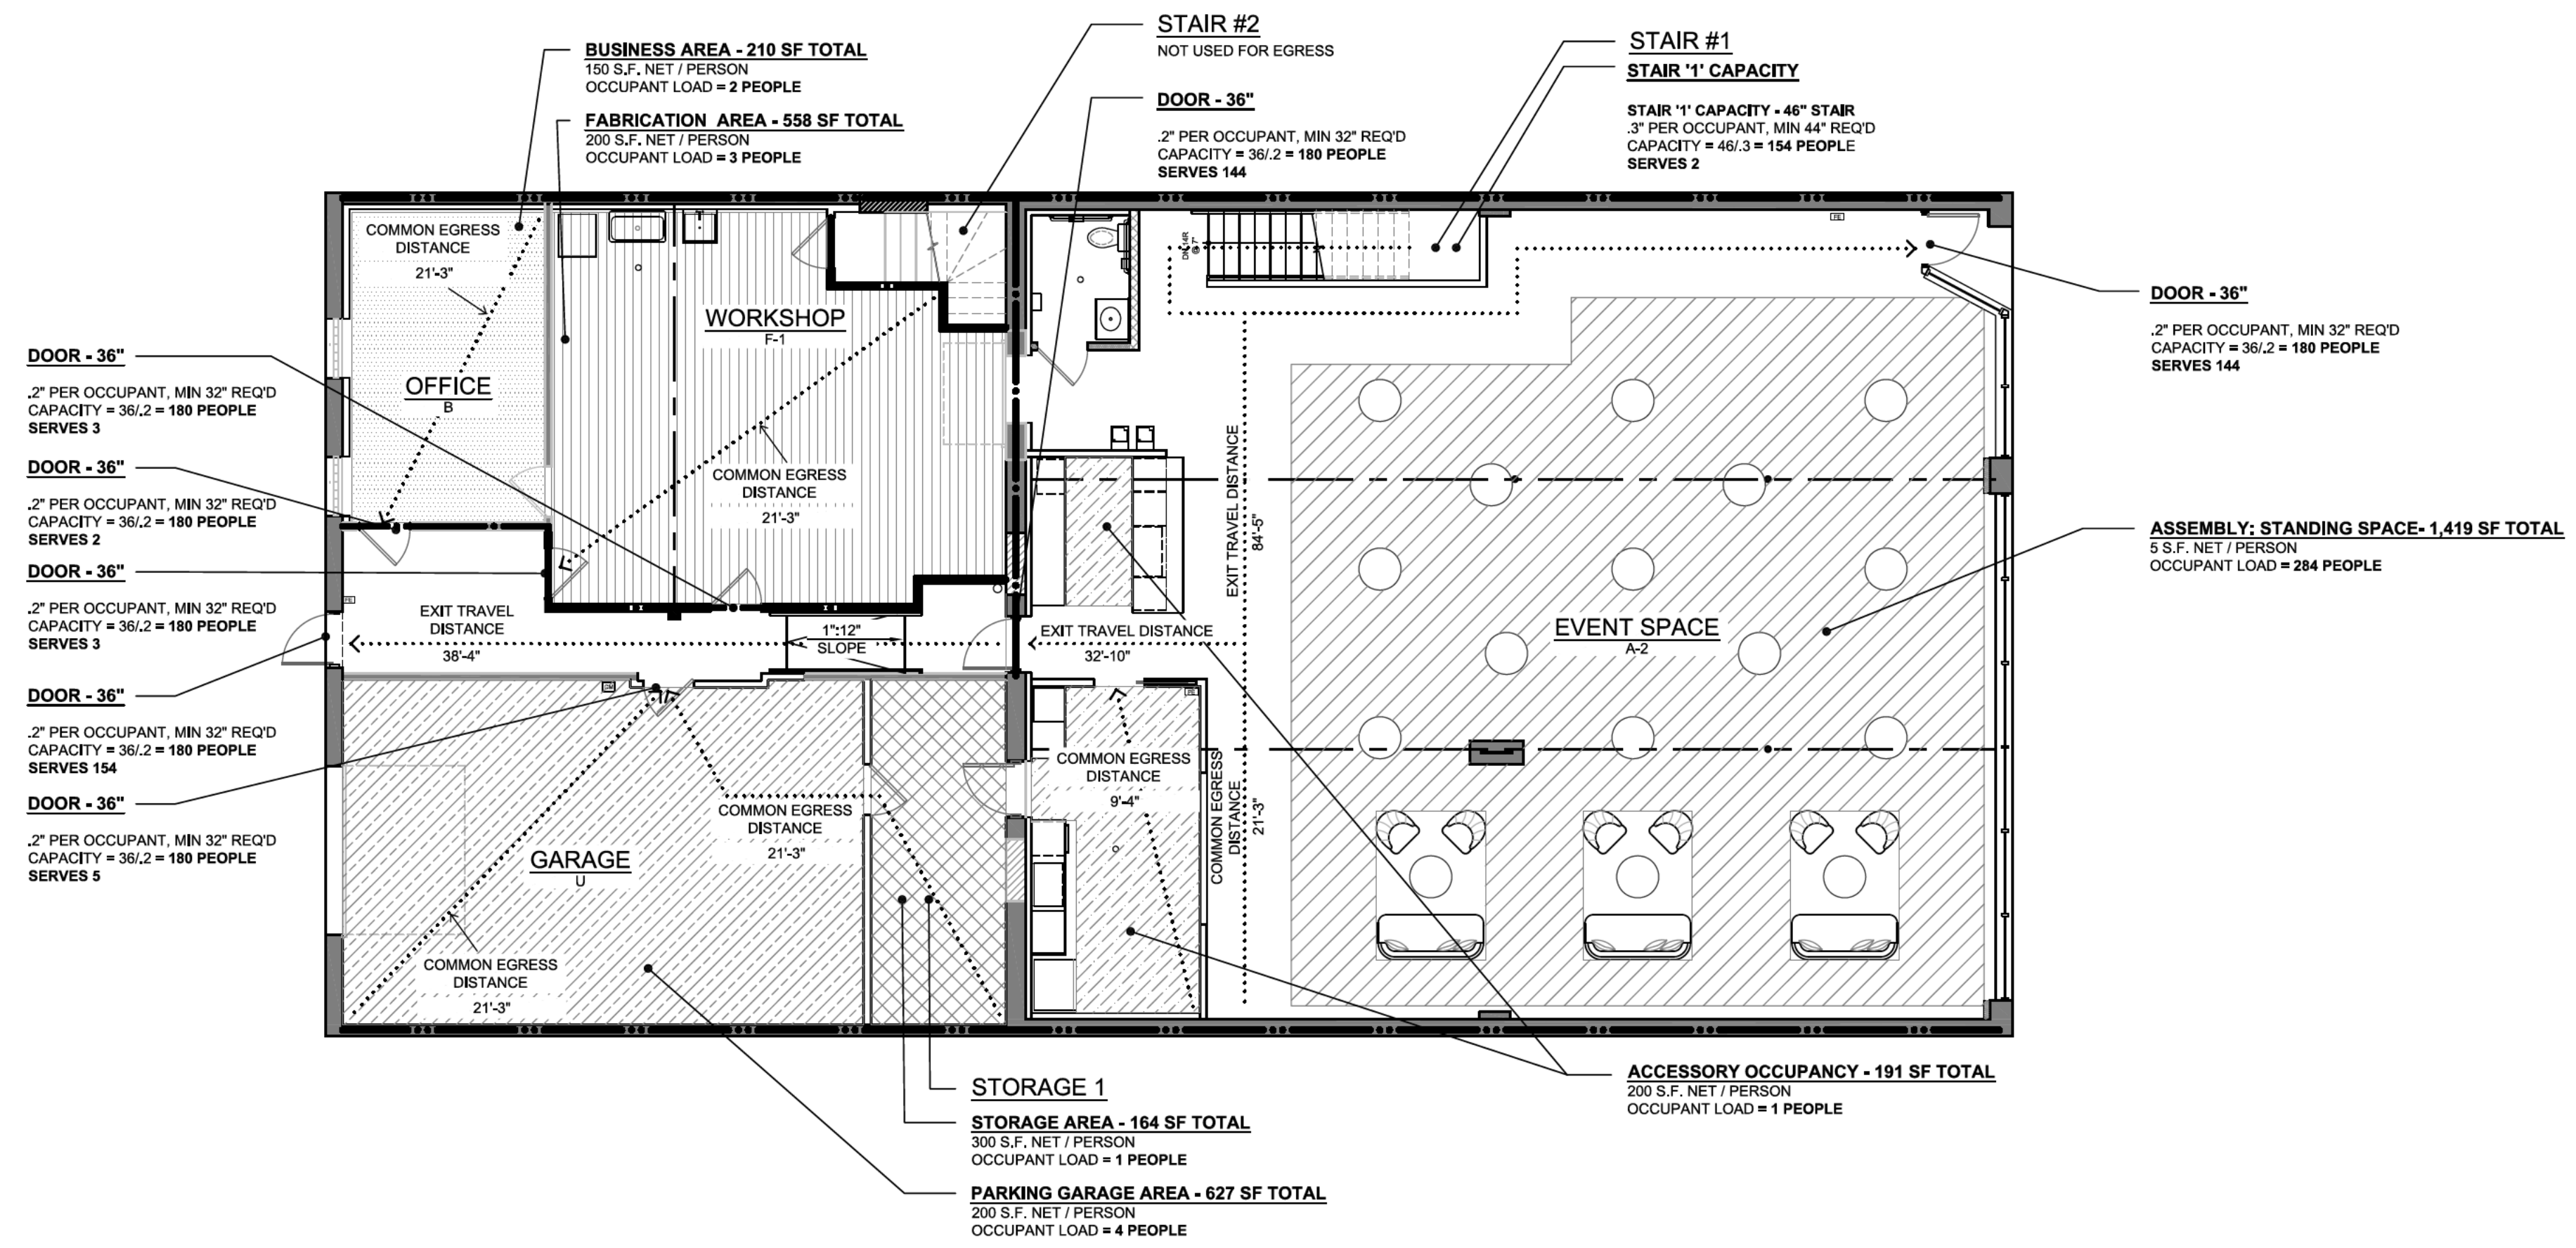 STAIR #2
NOT USED FOR EGRESS
STAIR #1
STAIR '1' CAPACITY
STAIR '1' CAPACITY - 46" STAIR
.3" PER OCCUPANT, MIN 44" REQ'D
CAPACITY = 46/.3 = 154 PEOPLE
SERVES 2
BUSINESS AREA - 210 SF TOTAL
150 S.F. NET / PERSON
OCCUPANT LOAD = 2 PEOPLE
FABRICATION AREA - 558 SF TOTAL
200 S.F. NET / PERSON
OCCUPANT LOAD = 3 PEOPLE
DOOR - 36"
.2" PER OCCUPANT, MIN 32" REQ'D
CAPACITY = 36/.2 = 180 PEOPLE
SERVES 144
DOOR - 36"
.2" PER OCCUPANT, MIN 32" REQ'D
CAPACITY = 36/.2 = 180 PEOPLE
SERVES 144
DOOR - 36"
.2" PER OCCUPANT, MIN 32" REQ'D
CAPACITY = 36/.2 = 180 PEOPLE
SERVES 3
DOOR - 36"
.2" PER OCCUPANT, MIN 32" REQ'D
CAPACITY = 36/.2 = 180 PEOPLE
SERVES 2
DOOR - 36"
.2" PER OCCUPANT, MIN 32" REQ'D
CAPACITY = 36/.2 = 180 PEOPLE
SERVES 3
DOOR - 36"
.2" PER OCCUPANT, MIN 32" REQ'D
CAPACITY = 36/.2 = 180 PEOPLE
SERVES 154
DOOR - 36"
.2" PER OCCUPANT, MIN 32" REQ'D
CAPACITY = 36/.2 = 180 PEOPLE
SERVES 5
COMMON EGRESS
DISTANCE
21'-3"
OFFICE
B
WORKSHOP
F-1
COMMON EGRESS
DISTANCE
21'-3"
EXIT TRAVEL
DISTANCE
38'-4"
1":12"
SLOPE
EXIT TRAVEL DISTANCE
32'-10"
EXIT TRAVEL DISTANCE
84'-5"
COMMON EGRESS
DISTANCE
21'-3"
COMMON EGRESS
DISTANCE
9'-4"
COMMON EGRESS
DISTANCE
21'-3"
GARAGE
U
COMMON EGRESS
DISTANCE
21'-3"
EVENT SPACE
A-2
FE
ASSEMBLY: STANDING SPACE- 1,419 SF TOTAL
5 S.F. NET / PERSON
OCCUPANT LOAD = 284 PEOPLE
ACCESSORY OCCUPANCY - 191 SF TOTAL
200 S.F. NET / PERSON
OCCUPANT LOAD = 1 PEOPLE
STORAGE 1
STORAGE AREA - 164 SF TOTAL
300 S.F. NET / PERSON
OCCUPANT LOAD = 1 PEOPLE
PARKING GARAGE AREA - 627 SF TOTAL
200 S.F. NET / PERSON
OCCUPANT LOAD = 4 PEOPLE